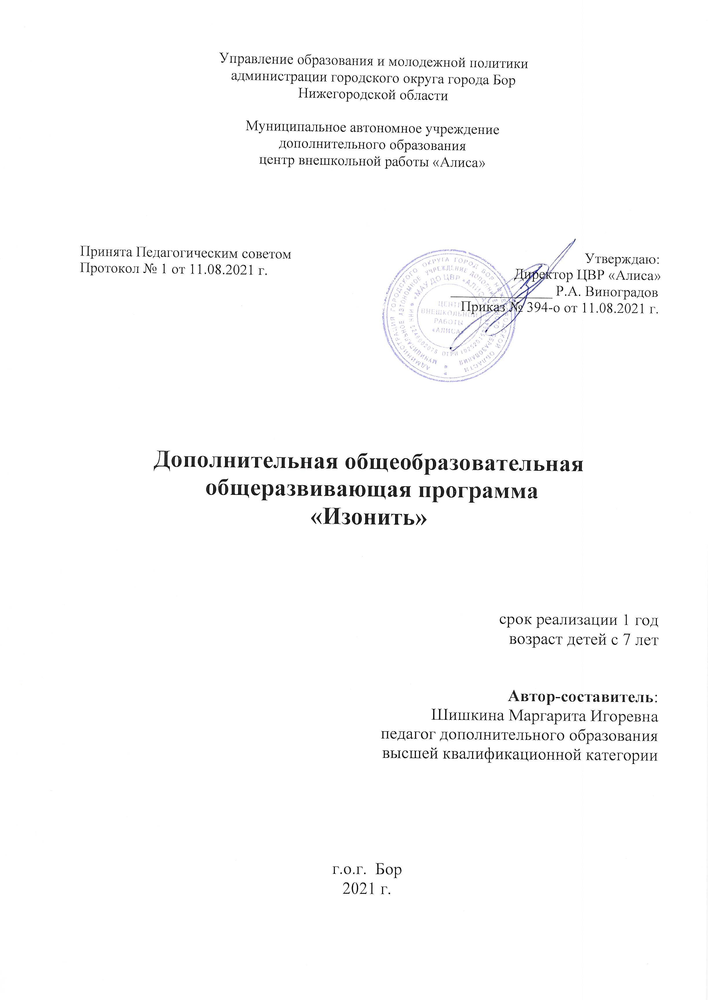 Управление образования и молодежной политики
администрации городского округа города Бор
Нижегородской области
Муниципальное автономное учреждение
дополнительного образования
центр внешкольной работы «Алиса»
Принята Педагогическим советом
Протокол № 1 от 11.08.2021 г.
Утверждаю:
Директор ЦВР «Алиса»
Р.А. Виноградов
Приказ № 394-о от 11.08.2021 г.
АДМИНИСТРАЦИЯ ГОРОДСКОГО ОКРУГА ГОРОД БОР НИЖЕГОРОДСКОЙ ОБЛАСТИ
МУНИЦИПАЛЬНОЕ АВТОНОМНОЕ УЧРЕЖДЕНИЕ ДОПОЛНИТЕЛЬНОГО ОБРАЗОВАНИЯ
«МАУ ДО ЦВР «АЛИСА»
ИНН 5246002078 ОГРН
ЦЕНТР
ВНЕШКОЛЬНОЙ
РАБОТЫ
«АЛИСА»
Дополнительная общеобразовательная
общеразвивающая программа
«Изонить»
срок реализации 1 год
возраст детей с 7 лет
Автор-составитель:
Шишкина Маргарита Игоревна
педагог дополнительного образования
высшей квалификационной категории
г.о.г. Бор
2021 г.